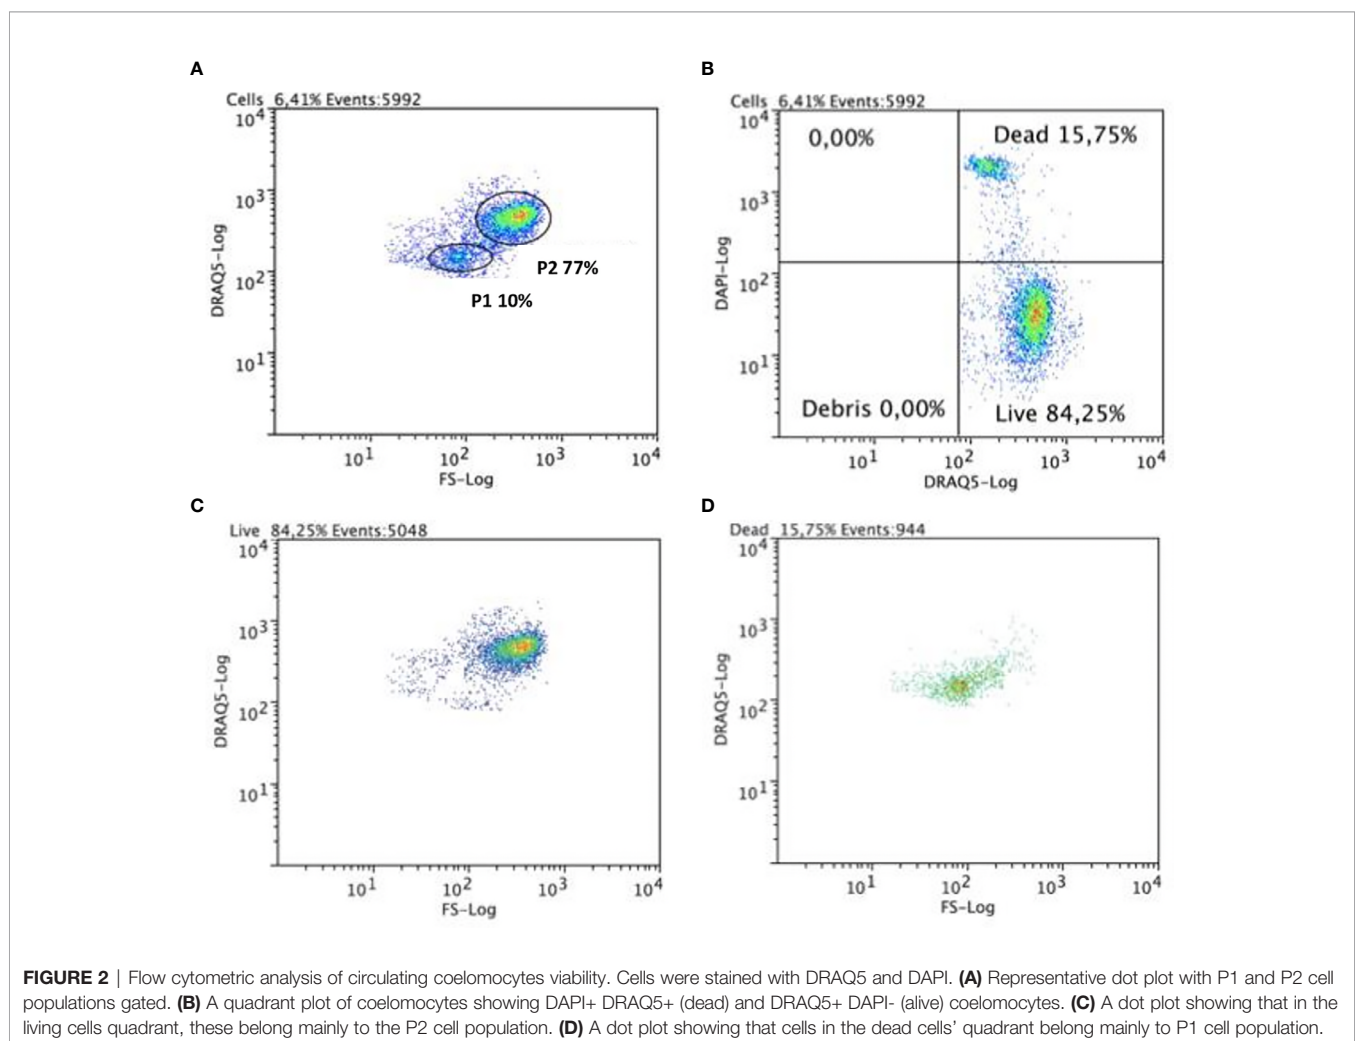 A
Cells 6,41% Events:5992
10⁴
10³
10²
10¹
DRAQ5-Log
P2 77%
P1 10%
10¹ 10² 10³ 10⁴
FS-Log
B
Cells 6,41% Events:5992
10⁴
10³
10²
10¹
DAPI-Log
0,00%
Dead 15,75%
Debris 0,00%
Live 84,25%
10¹ 10² 10³ 10⁴
DRAQ5-Log
C
Live 84,25% Events:5048
10⁴
10³
10²
10¹
DRAQ5-Log
10¹ 10² 10³ 10⁴
FS-Log
D
Dead 15,75% Events:944
10⁴
10³
10²
10¹
DRAQ5-Log
10¹ 10² 10³ 10⁴
FS-Log
FIGURE 2 | Flow cytometric analysis of circulating coelomocytes viability. Cells were stained with DRAQ5 and DAPI. (A) Representative dot plot with P1 and P2 cell
populations gated. (B) A quadrant plot of coelomocytes showing DAPI+ DRAQ5+ (dead) and DRAQ5+ DAPI- (alive) coelomocytes. (C) A dot plot showing that in the
living cells quadrant, these belong mainly to the P2 cell population. (D) A dot plot showing that cells in the dead cells' quadrant belong mainly to P1 cell population.